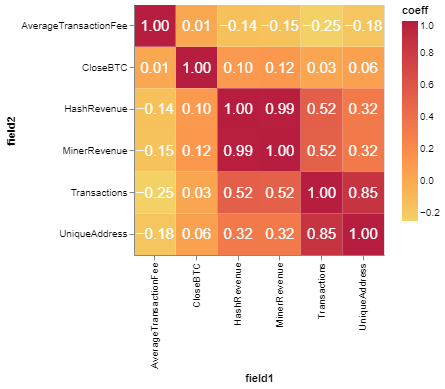 coeff
AverageTransactionFee 1.00 0.01 −0.14 −0.15 −0.25 −0.18
CloseBTC 0.01 1.00 0.10 0.12 0.03 0.06
HashRevenue −0.14 0.10 1.00 0.99 0.52 0.32
MinerRevenue −0.15 0.12 0.99 1.00 0.52 0.32
Transactions −0.25 0.03 0.52 0.52 1.00 0.85
UniqueAddress −0.18 0.06 0.32 0.32 0.85 1.00
field2
AverageTransactionFee
CloseBTC
HashRevenue
MinerRevenue
Transactions
UniqueAddress
field1
1.0
0.8
0.6
0.4
0.2
0.0
−0.2